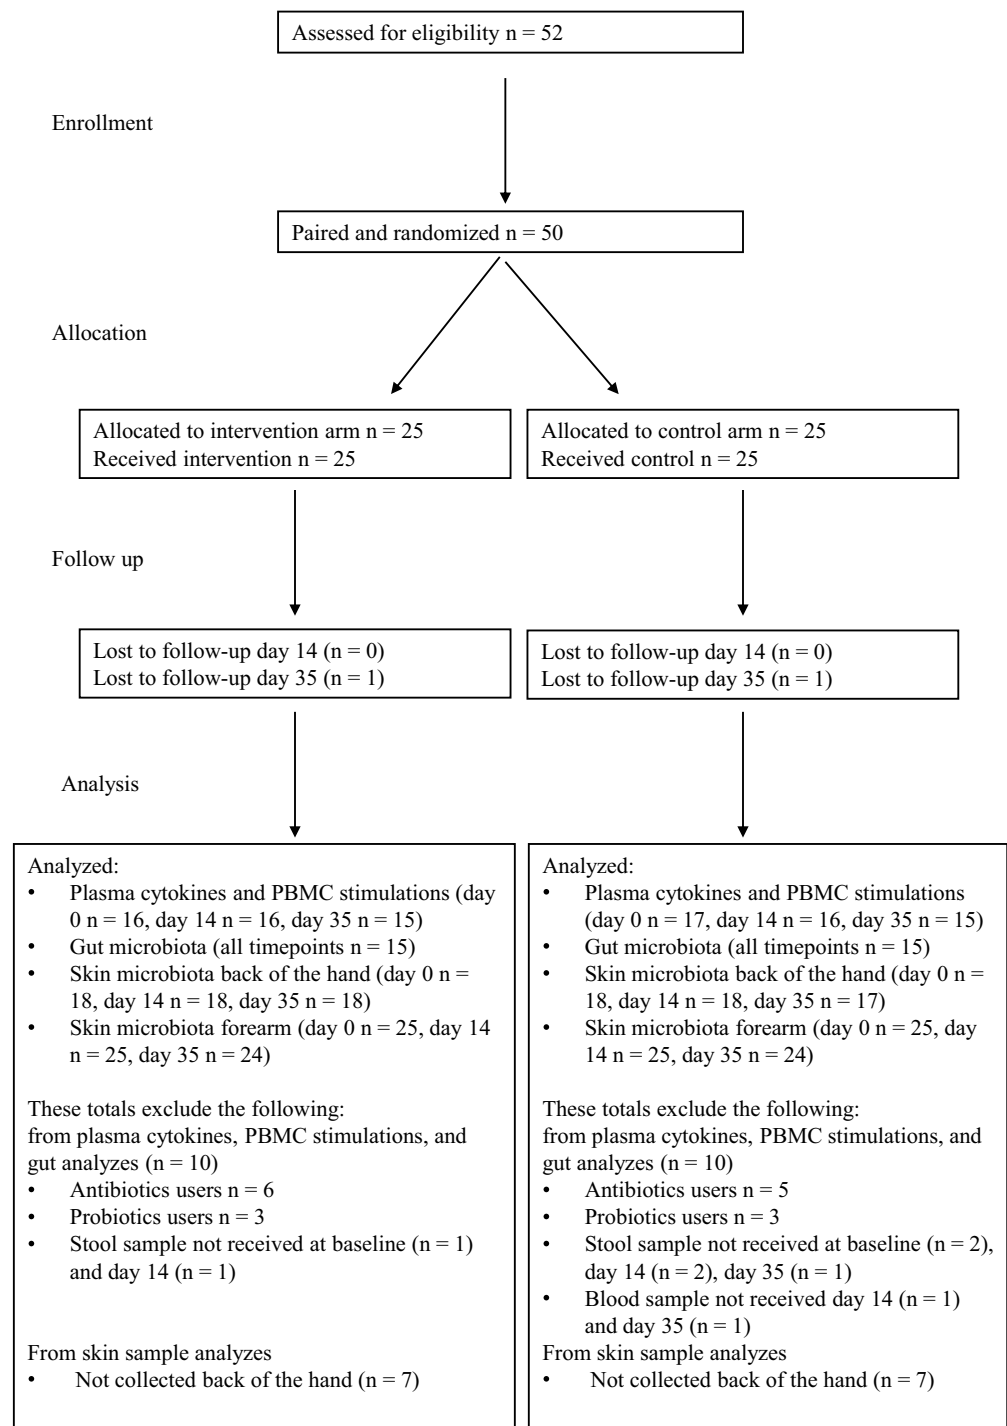 Assessed for eligibility n = 52
Enrollment
Paired and randomized n = 50
Allocation
Allocated to intervention arm n = 25
Received intervention n = 25
Allocated to control arm n = 25
Received control n = 25
Follow up
Lost to follow-up day 14 (n = 0)
Lost to follow-up day 35 (n = 1)
Lost to follow-up day 14 (n = 0)
Lost to follow-up day 35 (n = 1)
Analysis
Analyzed:
• Plasma cytokines and PBMC stimulations (day
0 n = 16, day 14 n = 16, day 35 n = 15)
• Gut microbiota (all timepoints n = 15)
• Skin microbiota back of the hand (day 0 n =
18, day 14 n = 18, day 35 n = 18)
• Skin microbiota forearm (day 0 n = 25, day 14
n = 25, day 35 n = 24)
These totals exclude the following:
from plasma cytokines, PBMC stimulations, and
gut analyzes (n = 10)
• Antibiotics users n = 6
• Probiotics users n = 3
• Stool sample not received at baseline (n = 1)
and day 14 (n = 1)
From skin sample analyzes
• Not collected back of the hand (n = 7)
Analyzed:
• Plasma cytokines and PBMC stimulations
(day 0 n = 17, day 14 n = 16, day 35 n = 15)
• Gut microbiota (all timepoints n = 15)
• Skin microbiota back of the hand (day 0 n =
18, day 14 n = 18, day 35 n = 17)
• Skin microbiota forearm (day 0 n = 25, day
14 n = 25, day 35 n = 24)
These totals exclude the following:
from plasma cytokines, PBMC stimulations, and
gut analyzes (n = 10)
• Antibiotics users n = 5
• Probiotics users n = 3
• Stool sample not received at baseline (n = 2),
day 14 (n = 2), day 35 (n = 1)
• Blood sample not received day 14 (n = 1)
and day 35 (n = 1)
From skin sample analyzes
• Not collected back of the hand (n = 7)